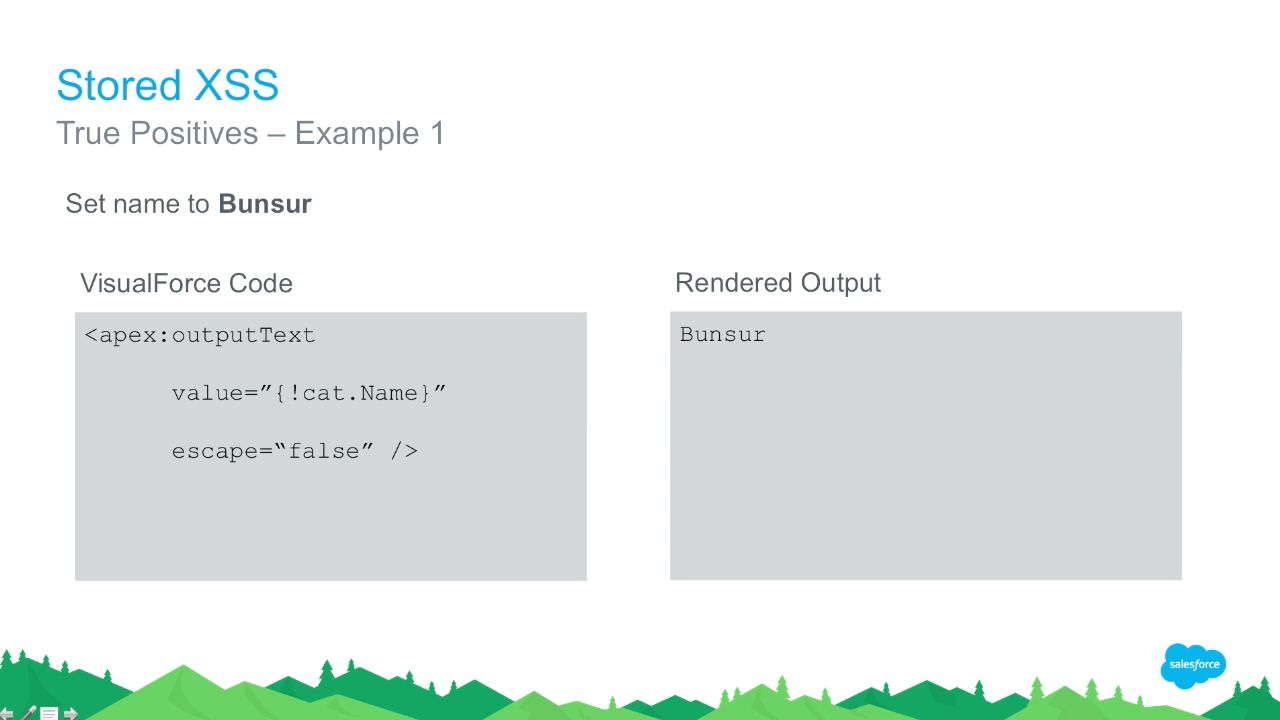 Stored XSS
True Positives – Example 1
Set name to Bunsur
VisualForce Code
<apex:outputText
value=”{!cat.Name}”
escape=“false” />
Rendered Output
Bunsur
salesforce